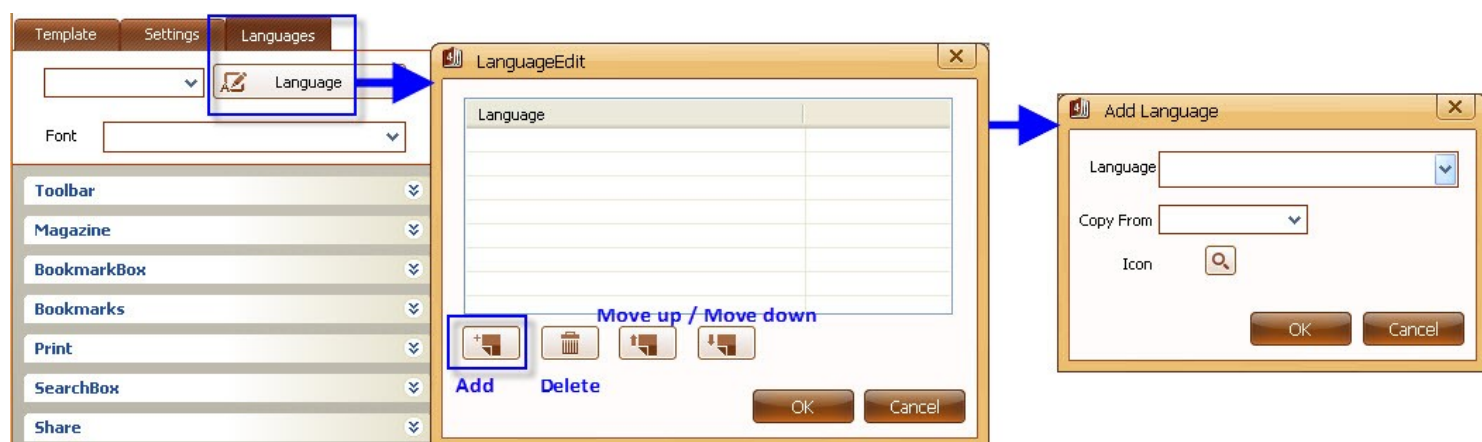 Template Settings Languages
Language
Font
Toolbar
Magazine
BookmarkBox
Bookmarks
Print
SearchBox
Share
LanguageEdit
Language
Move up / Move down
Add Delete
OK Cancel
Add Language
Language
Copy From
Icon
OK Cancel